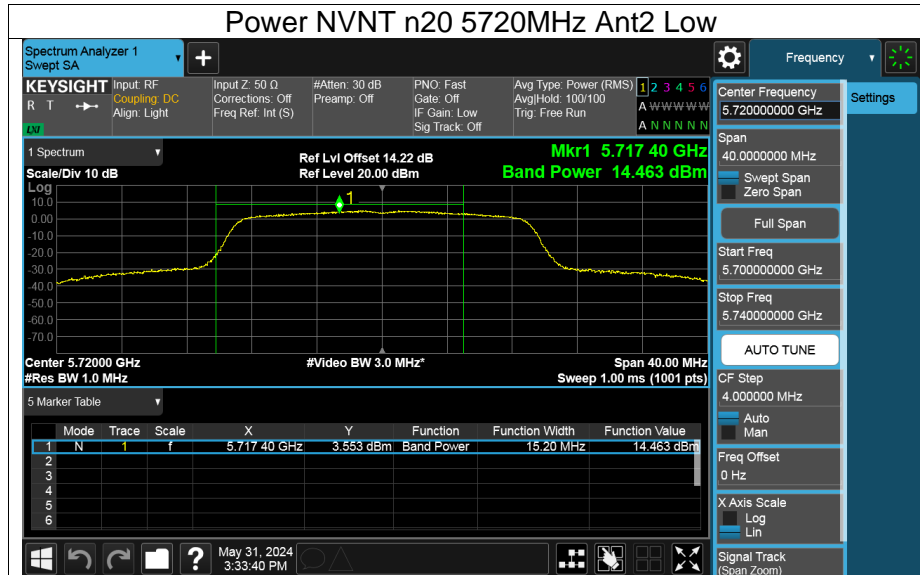 Power NVNT n20 5720MHz Ant2 Low
Spectrum Analyzer 1
Swept SA
+
Frequency
KEYSIGHT
R T
LXI
Input: RF
Coupling: DC
Align: Light
Input Z: 50 Ω
Corrections: Off
Freq Ref: Int (S)
#Atten: 30 dB
Preamp: Off
PNO: Fast
Gate: Off
IF Gain: Low
Sig Track: Off
Avg Type: Power (RMS)
Avg|Hold: 100/100
Trig: Free Run
1 2 3 4 5 6
A W W W W W
A N N N N N
1 Spectrum
Scale/Div 10 dB
Ref Lvl Offset 14.22 dB
Ref Level 20.00 dBm
Mkr1 5.717 40 GHz
Band Power 14.463 dBm
Log
1
10.0
0.00
-10.0
-20.0
-30.0
-40.0
-50.0
-60.0
-70.0
Center 5.72000 GHz
#Res BW 1.0 MHz
#Video BW 3.0 MHz*
Span 40.00 MHz
Sweep 1.00 ms (1001 pts)
5 Marker Table
Mode Trace Scale X Y Function Function Width Function Value
1 N 1 f 5.717 40 GHz 3.553 dBm Band Power 15.20 MHz 14.463 dBm
2
3
4
5
6
?
May 31, 2024
3:33:40 PM
Center Frequency
5.720000000 GHz
Settings
Span
40.0000000 MHz
Swept Span
Zero Span
Full Span
Start Freq
5.700000000 GHz
Stop Freq
5.740000000 GHz
AUTO TUNE
CF Step
4.000000 MHz
Auto
Man
Freq Offset
0 Hz
X Axis Scale
Log
Lin
Signal Track
(Span Zoom)